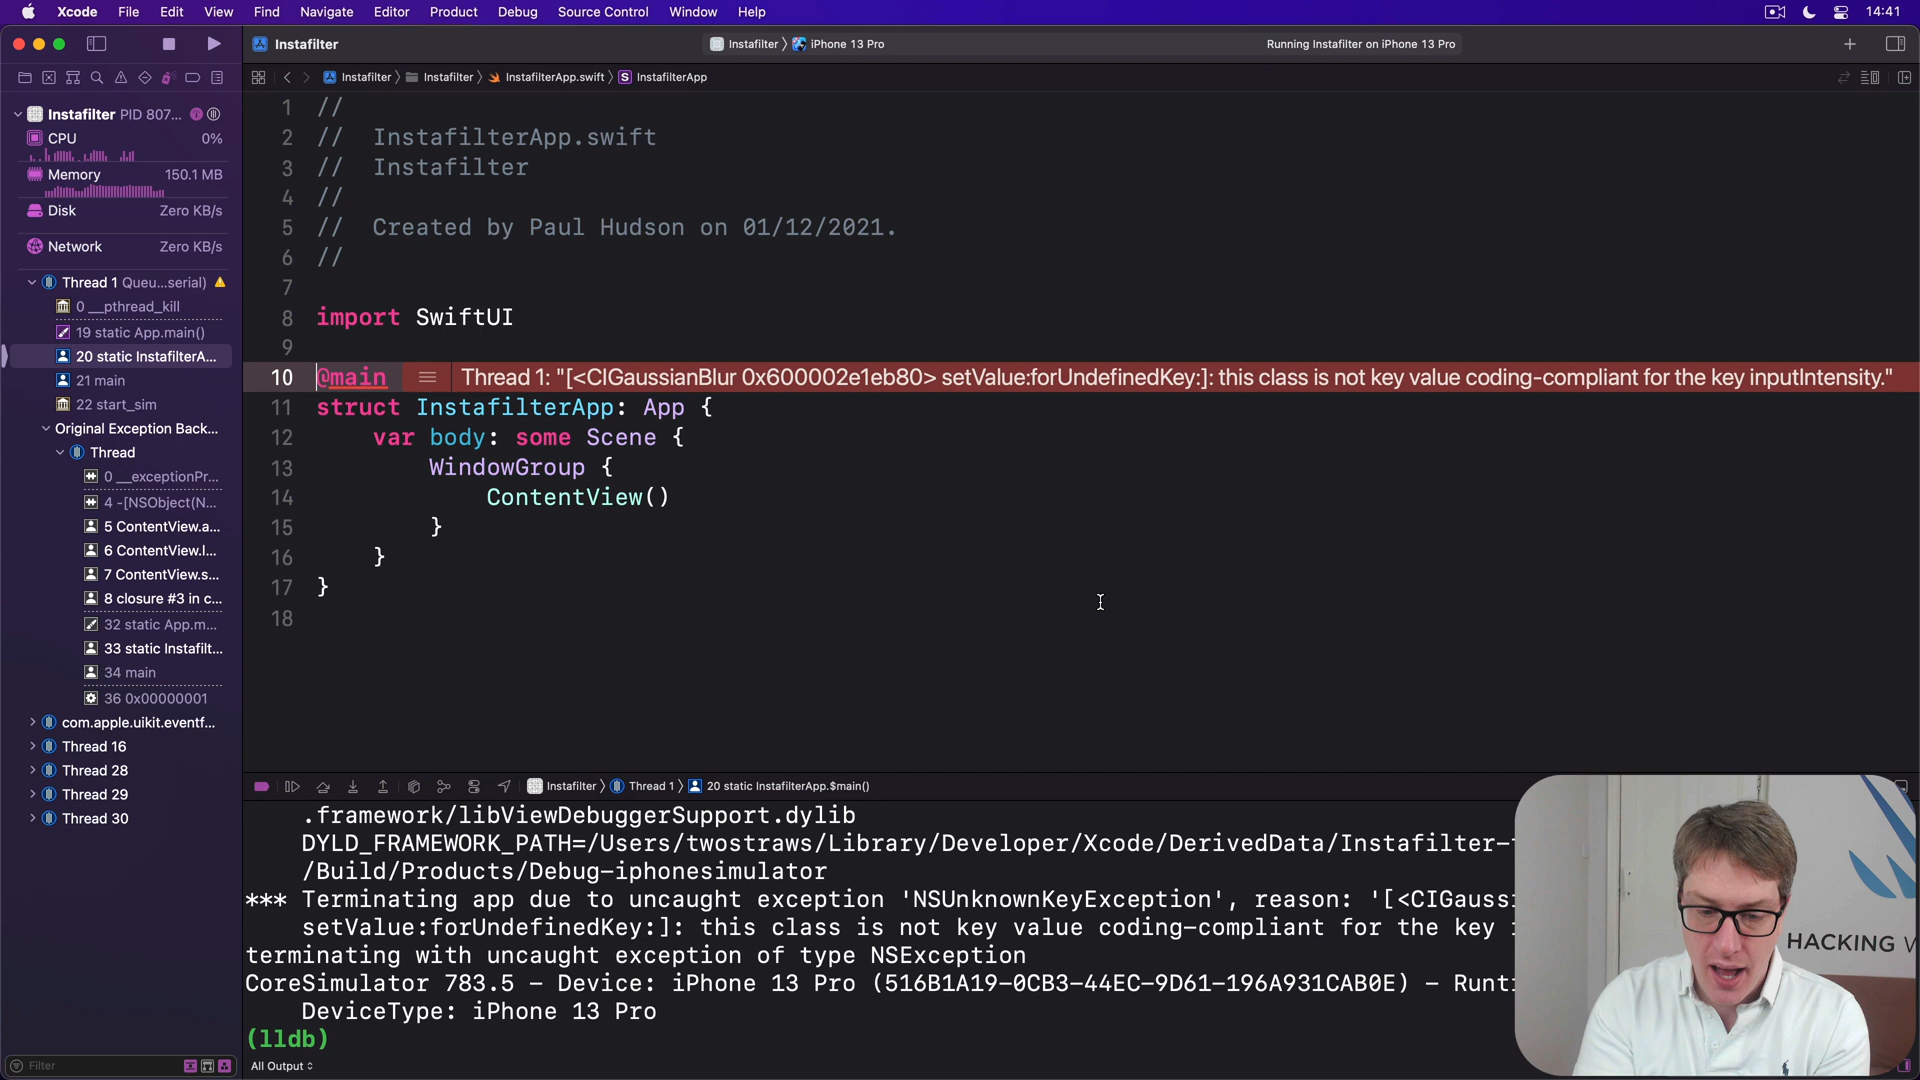 Xcode File Edit View Find Navigate Editor Product Debug Source Control Window Help 14:41
Instafilter Instafilter iPhone 13 Pro Running Instafilter on iPhone 13 Pro
Instafilter Instafilter InstafilterApp.swift S InstafilterApp
Instafilter PID 807...
CPU 0%
Memory 150.1 MB
Disk Zero KB/s
Network Zero KB/s
Thread 1 Queu...serial)
0 __pthread_kill
19 static App.main()
20 static InstafilterA...
21 main
22 start_sim
Original Exception Back...
Thread
0 __exceptionPr...
4 -[NSObject(N...
5 ContentView.a...
6 ContentView.l...
7 ContentView.s...
8 closure #3 in c...
32 static App.m...
33 static Instafilt...
34 main
36 0x00000001
com.apple.uikit.eventf...
Thread 16
Thread 28
Thread 29
Thread 30
Filter
1 //
2 // InstafilterApp.swift
3 // Instafilter
4 //
5 // Created by Paul Hudson on 01/12/2021.
6 //
7
8 import SwiftUI
9
10 @main Thread 1: "[<CIGaussianBlur 0x600002e1eb80> setValue:forUndefinedKey:]: this class is not key value coding-compliant for the key inputIntensity."
11 struct InstafilterApp: App {
12 var body: some Scene {
13 WindowGroup {
14 ContentView()
15 }
16 }
17 }
18
Instafilter Thread 1 20 static InstafilterApp.$main()
.framework/libViewDebuggerSupport.dylib
DYLD_FRAMEWORK_PATH=/Users/twostraws/Library/Developer/Xcode/DerivedData/Instafilter-
/Build/Products/Debug-iphonesimulator
*** Terminating app due to uncaught exception 'NSUnknownKeyException', reason: '[<CIGaussi
setValue:forUndefinedKey:]: this class is not key value coding-compliant for the key
terminating with uncaught exception of type NSException
CoreSimulator 783.5 - Device: iPhone 13 Pro (516B1A19-0CB3-44EC-9D61-196A931CAB0E) - Runt
DeviceType: iPhone 13 Pro
(lldb)
All Output
HACKING W